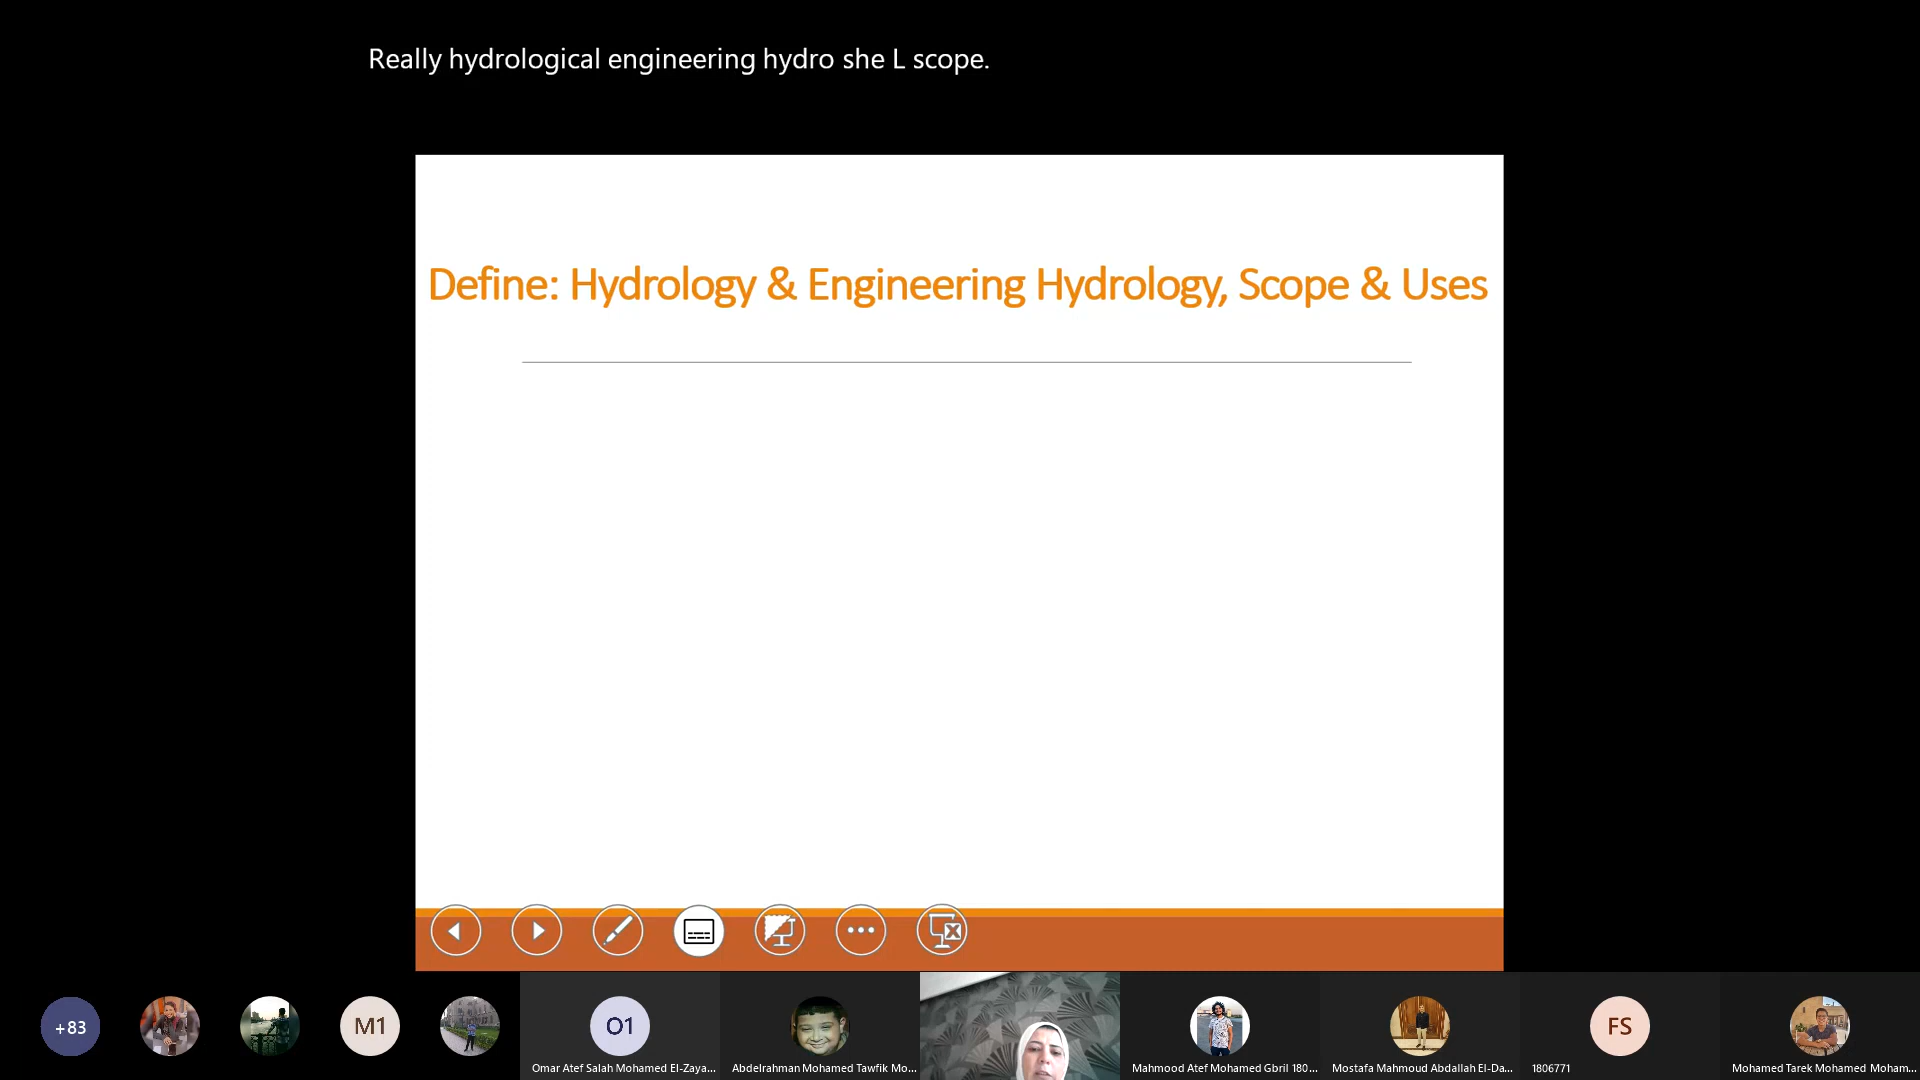 Really hydrological engineering hydro she L scope.
Define: Hydrology & Engineering Hydrology, Scope & Uses
+83
M1
O1
FS
Omar Atef Salah Mohamed El-Zaya...
Abdelrahman Mohamed Tawfik Mo...
Mahmood Atef Mohamed Gbril 180...
Mostafa Mahmoud Abdallah El-Da...
1806771
Mohamed Tarek Mohamed Moham...